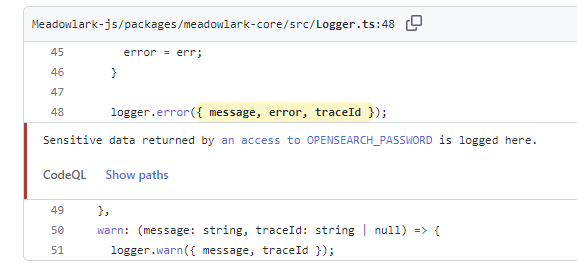 Meadowlark-js/packages/meadowlark-core/src/Logger.ts:48
45 error = err;
46 }
47
48 logger.error({ message, error, traceId });
Sensitive data returned by an access to OPENSEARCH_PASSWORD is logged here.
CodeQL Show paths
49 },
50 warn: (message: string, traceId: string | null) => {
51 logger.warn({ message, traceId });